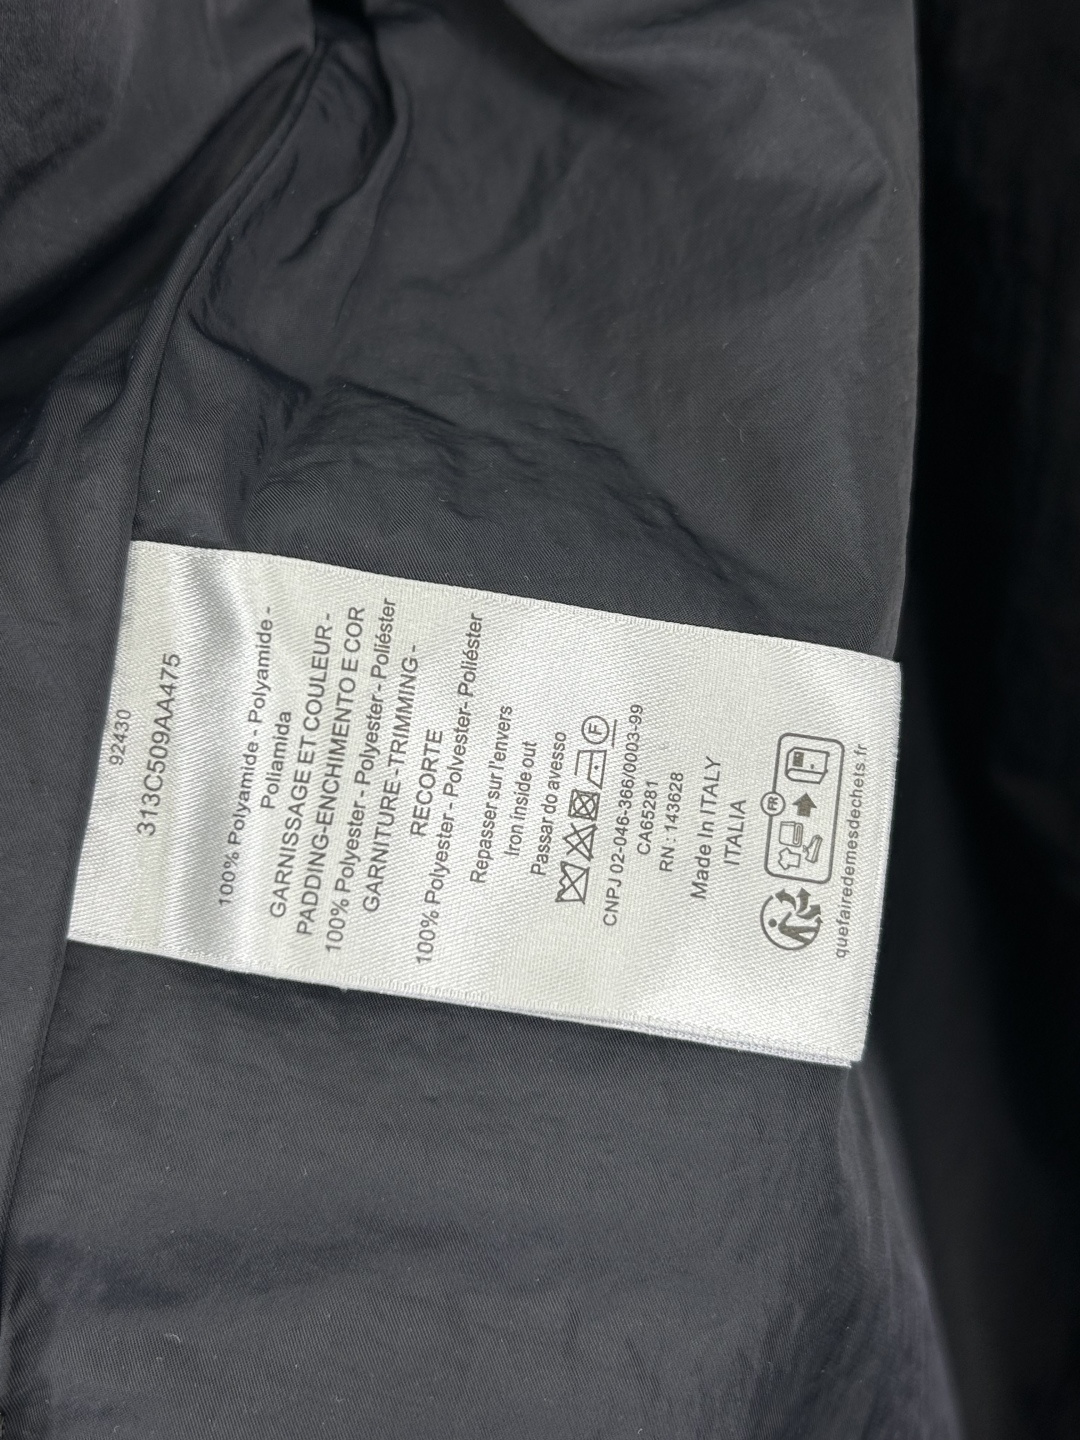 92430
313C509AA475
100% Polyamide - Polyamide -
Poliamida
GARNISSAGE ET COULEUR -
PADDING-ENCHIMENTO E COR
100% Polyester - Polyester - Poliéster
GARNITURE -TRIMMING -
RECORTE
100% Polyester - Polvester- Poliéster
Repasser sur l'envers
Iron inside out
Passar do avesso
F
CNPJ 02-046-366/0003-99
CA65281
RN : 143628
Made In ITALY
ITALIA
FR
quefairedemesdechets.fr